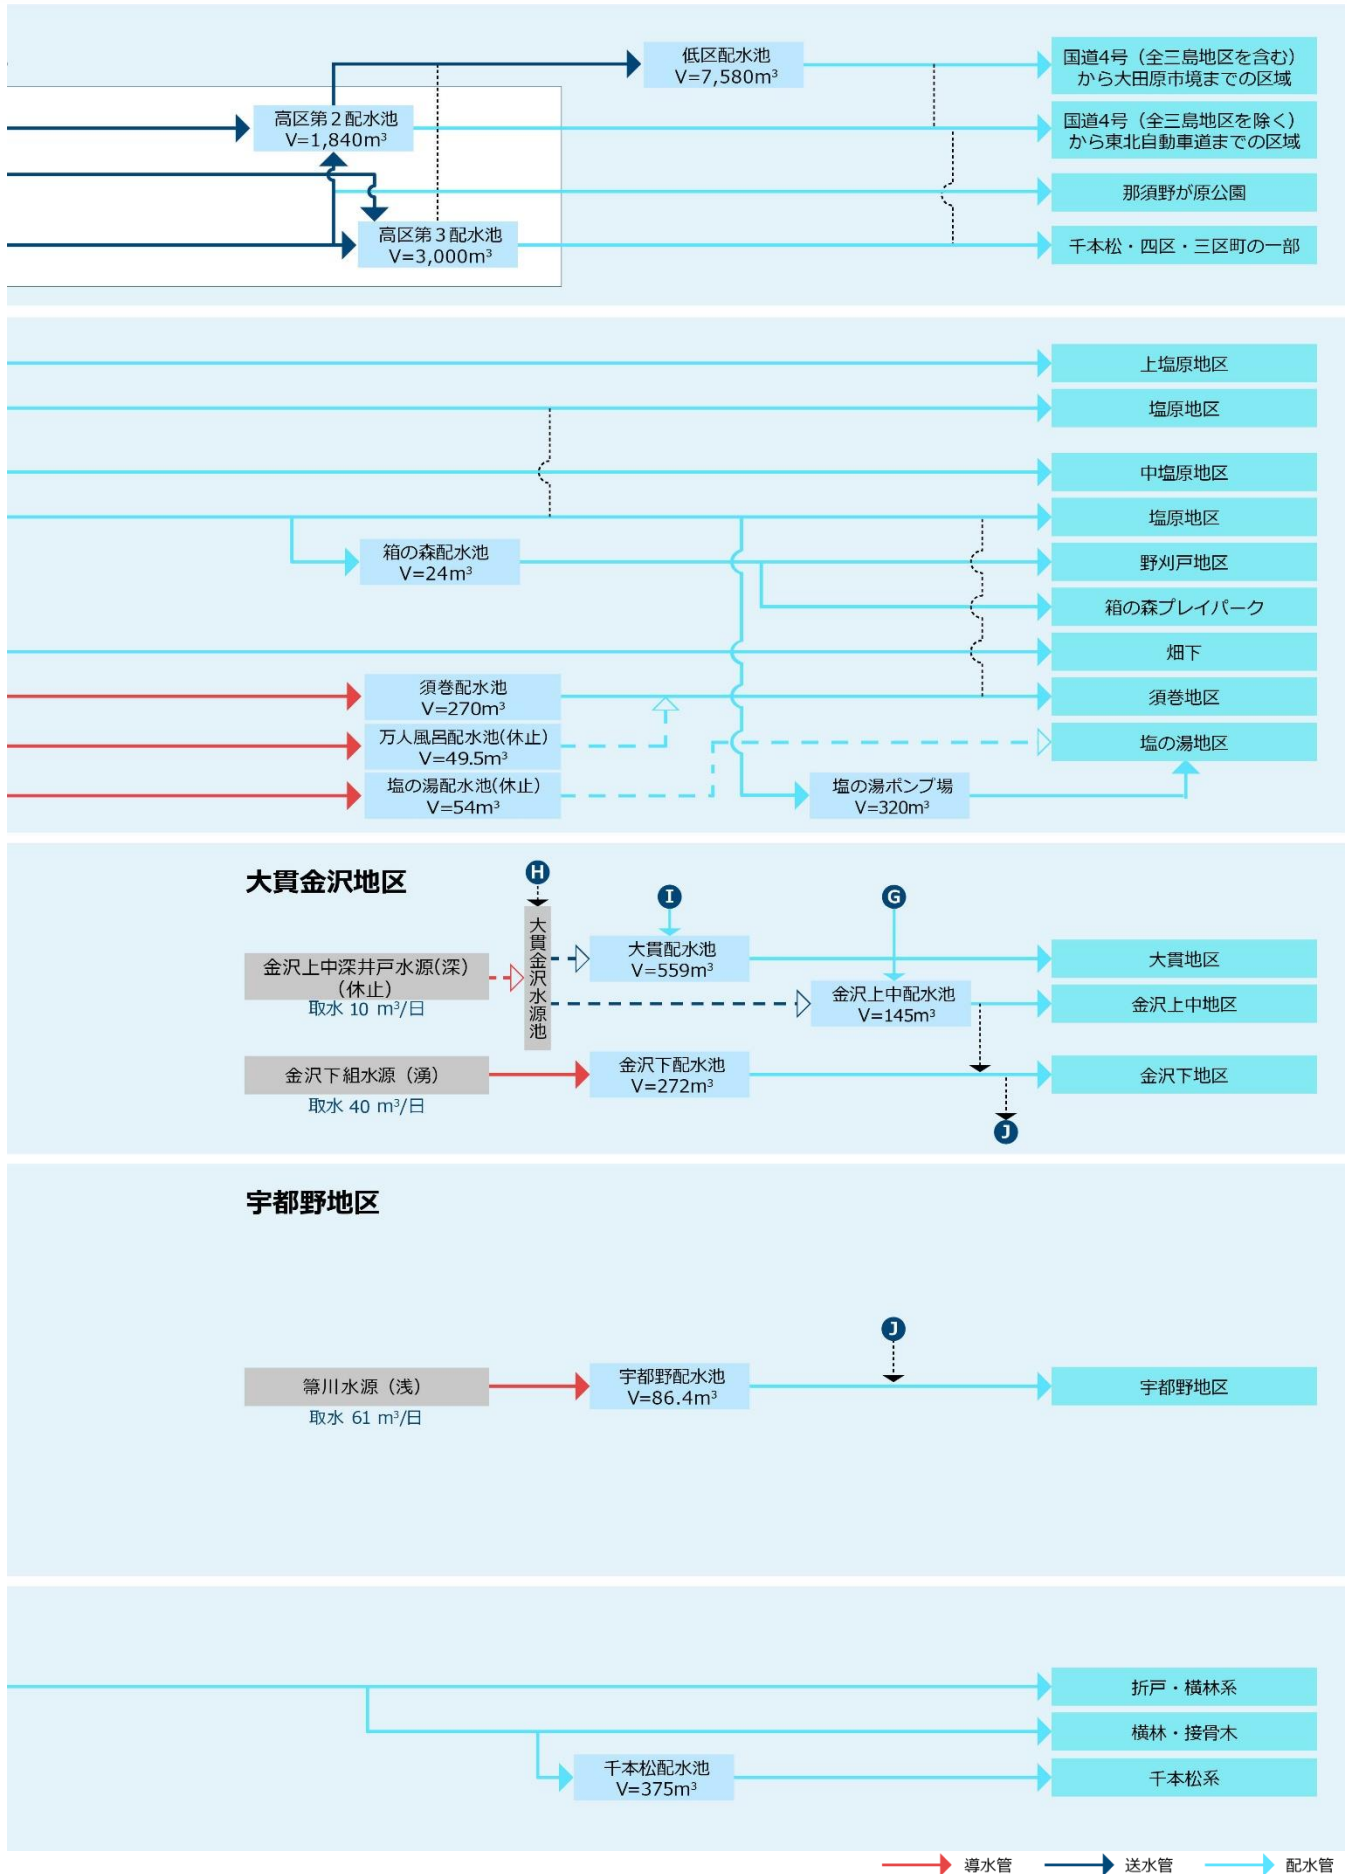 低区配水池
V=7,580m³
国道4号（全三島地区を含む）
から大田原市境までの区域
高区第２配水池
V=1,840m³
国道4号（全三島地区を除く）
から東北自動車道までの区域
那須野が原公園
高区第３配水池
V=3,000m³
千本松・四区・三区町の一部
上塩原地区
塩原地区
中塩原地区
塩原地区
箱の森配水池
V=24m³
野刈戸地区
箱の森プレイパーク
畑下
須巻配水池
V=270m³
須巻地区
万人風呂配水池(休止)
V=49.5m³
塩の湯地区
塩の湯配水池(休止)
V=54m³
塩の湯ポンプ場
V=320m³
大貫金沢地区
H
I
G
大貫金沢水源池
大貫配水池
V=559m³
大貫地区
金沢上中深井戸水源(深)
(休止)
取水 10 m³/日
金沢上中配水池
V=145m³
金沢上中地区
金沢下組水源（湧）
取水 40 m³/日
金沢下配水池
V=272m³
金沢下地区
J
宇都野地区
J
箒川水源（浅）
取水 61 m³/日
宇都野配水池
V=86.4m³
宇都野地区
折戸・横林系
横林・接骨木
千本松配水池
V=375m³
千本松系
導水管
送水管
配水管